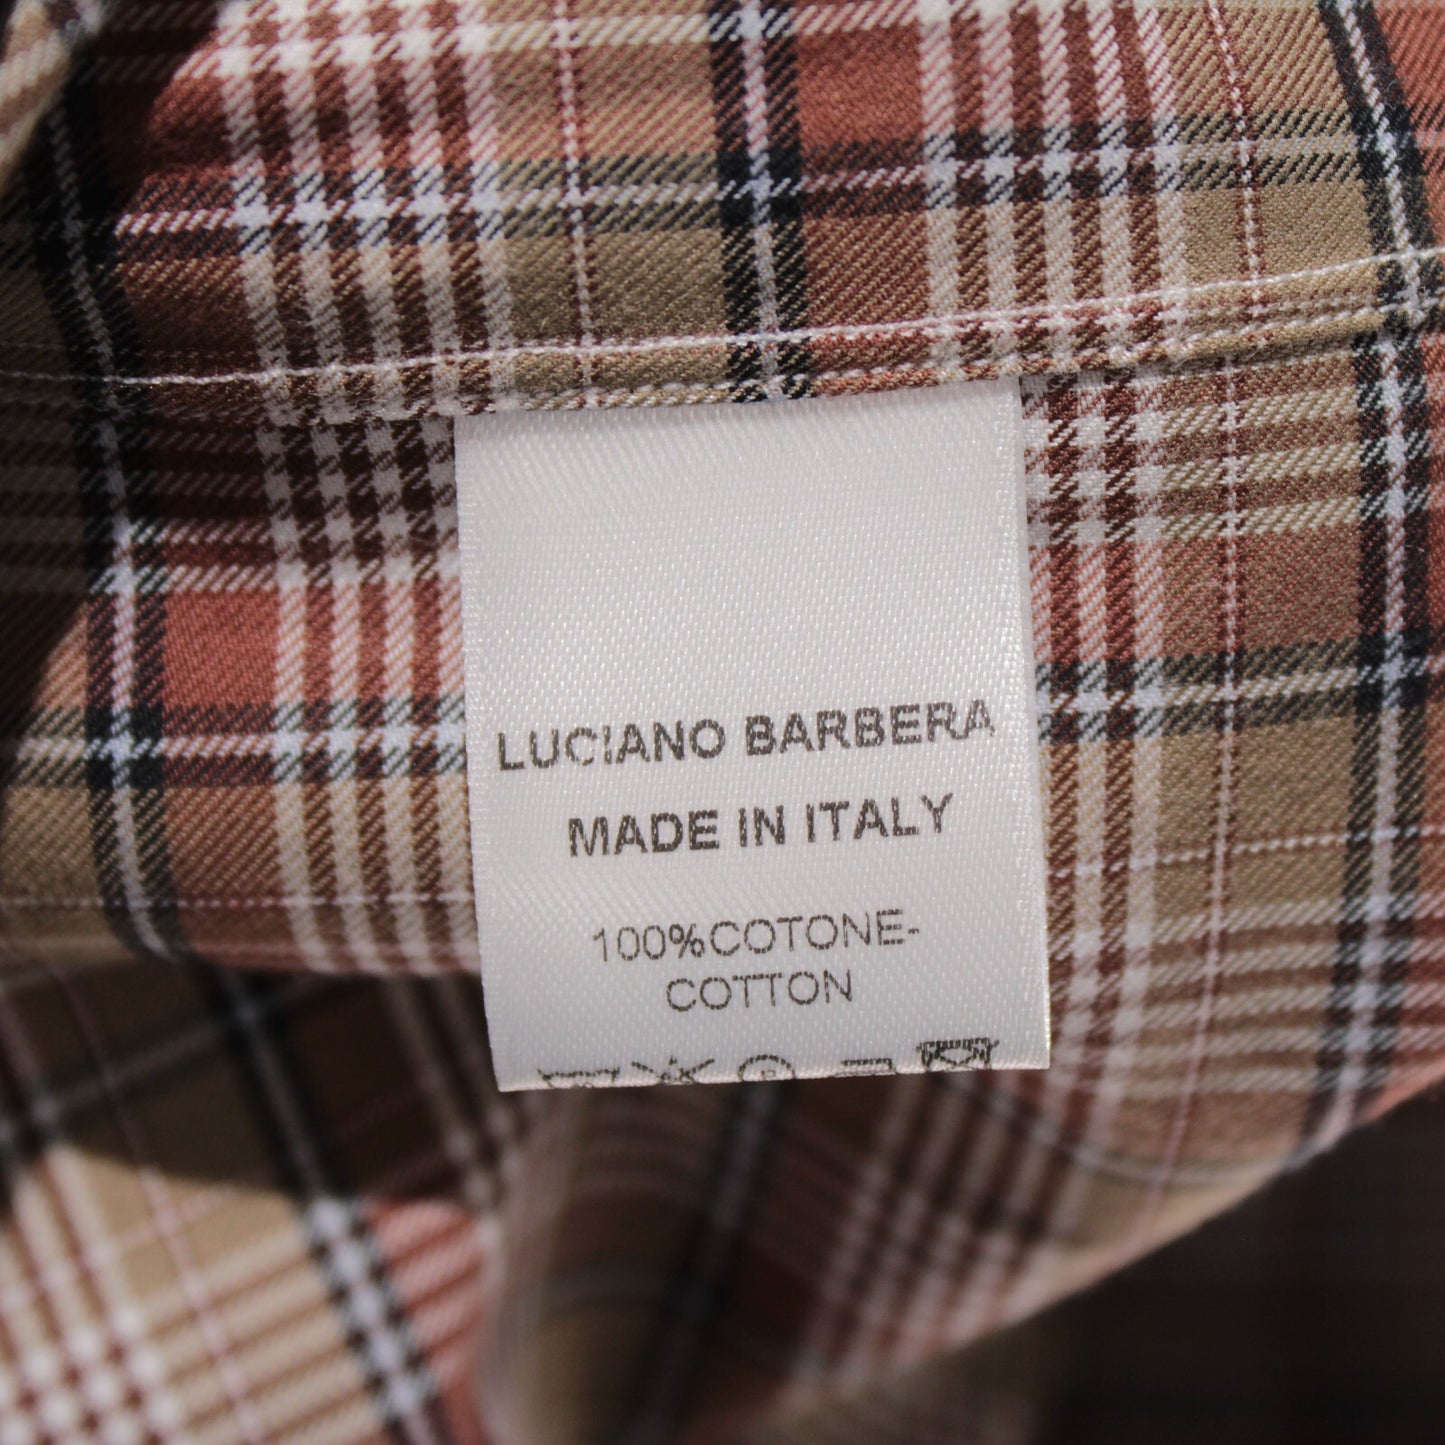 LUCIANO BARBERA
MADE IN ITALY
100%COTONE-
COTTON